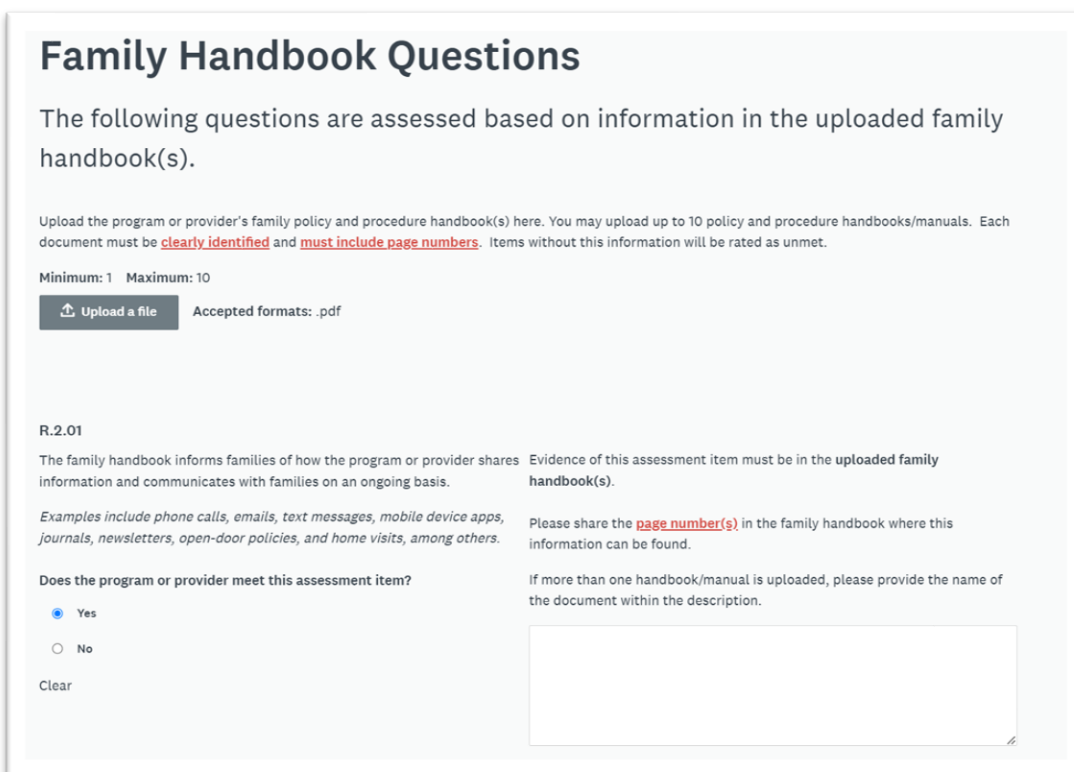 Family Handbook Questions
The following questions are assessed based on information in the uploaded family
handbook(s).
Upload the program or provider's family policy and procedure handbook(s) here. You may upload up to 10 policy and procedure handbooks/manuals. Each
document must be clearly identified and must include page numbers. Items without this information will be rated as unmet.
Minimum: 1 Maximum: 10
Upload a file Accepted formats: .pdf
R.2.01
The family handbook informs families of how the program or provider shares
information and communicates with families on an ongoing basis.
Examples include phone calls, emails, text messages, mobile device apps,
journals, newsletters, open-door policies, and home visits, among others.
Does the program or provider meet this assessment item?
Yes
No
Clear
Evidence of this assessment item must be in the uploaded family
handbook(s).
Please share the page number(s) in the family handbook where this
information can be found.
If more than one handbook/manual is uploaded, please provide the name of
the document within the description.